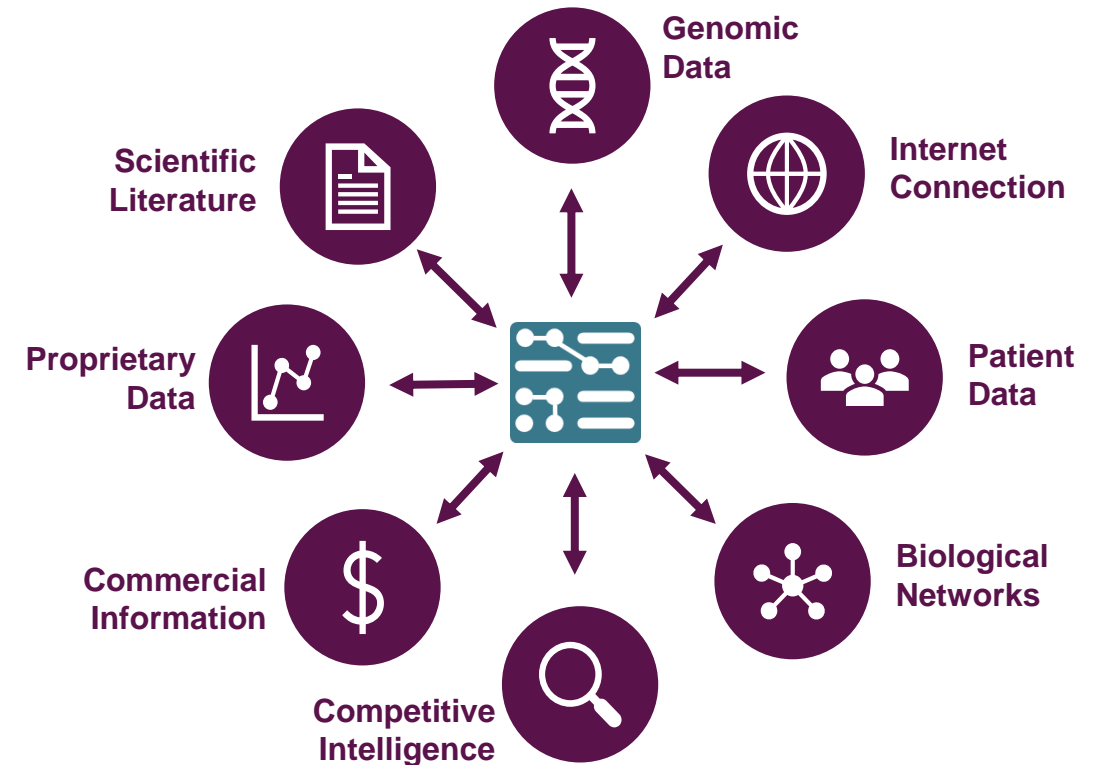 Genomic
Data
Internet
Connection
Patient
Data
Biological
Networks
Competitive
Intelligence
Commercial
Information
Proprietary
Data
Scientific
Literature